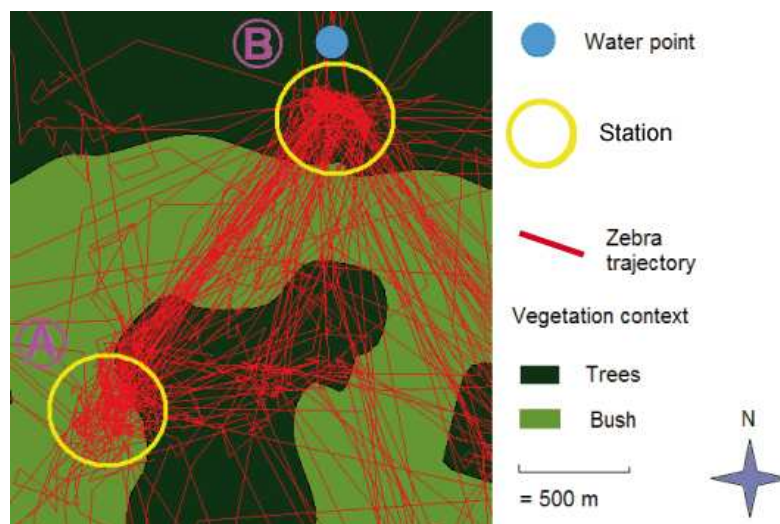 B
A
Water point
Station
Zebra
trajectory
Vegetation context
Trees
Bush
= 500 m
N